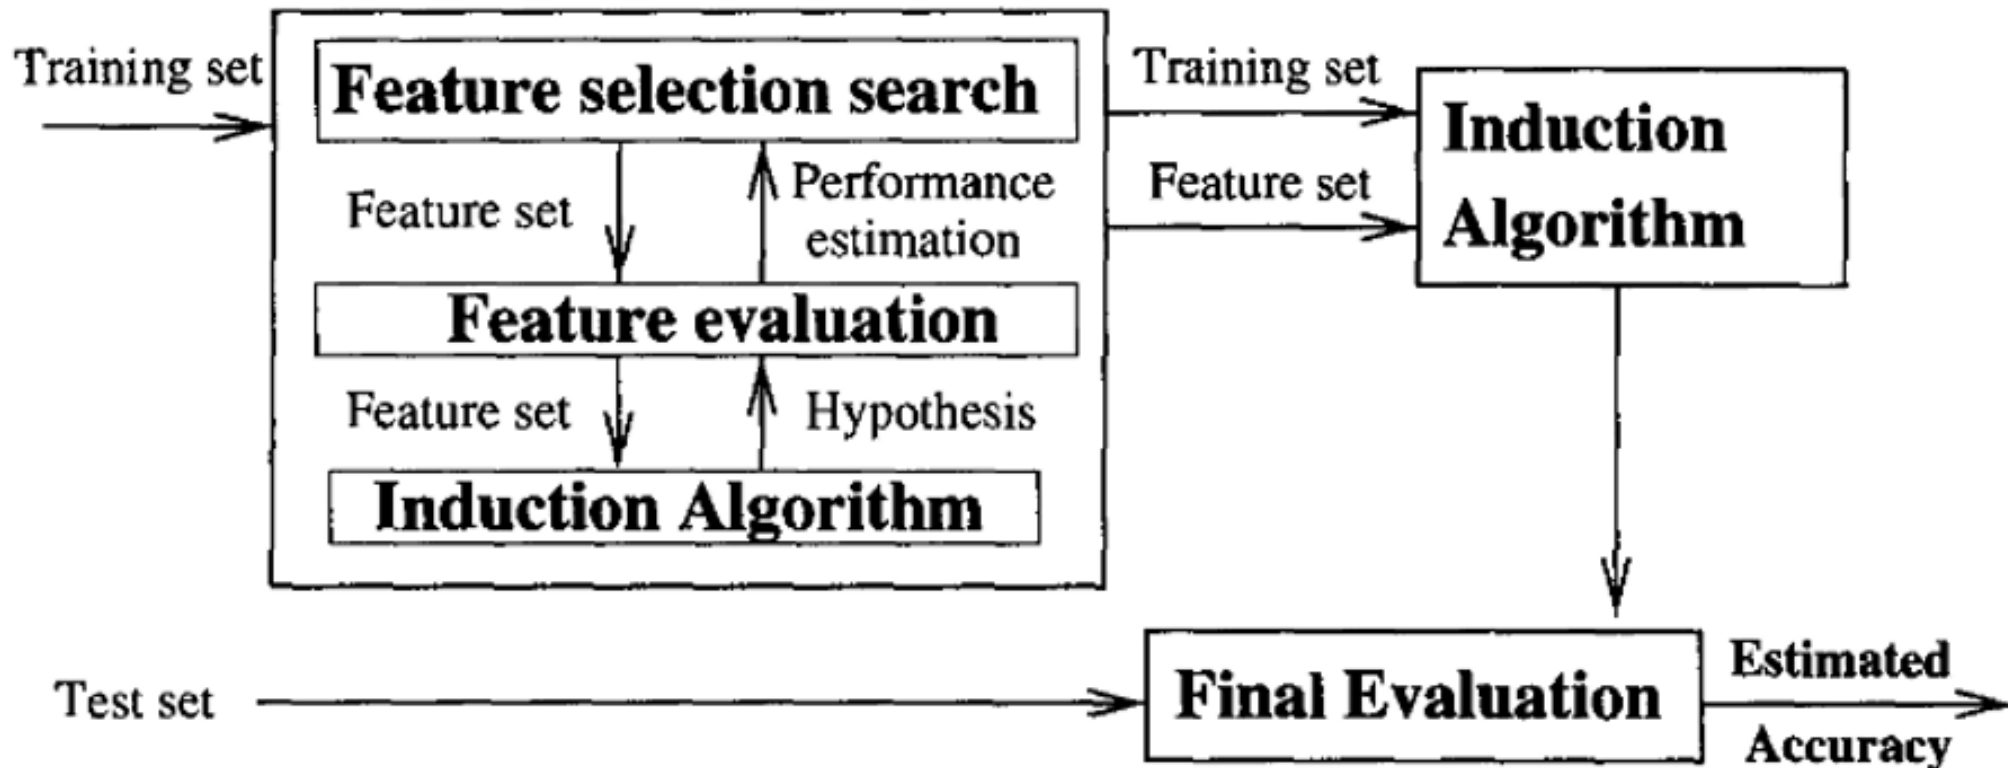 Training set
Feature selection search
Feature set
Performance
estimation
Feature evaluation
Feature set
Hypothesis
Induction Algorithm
Training set
Feature set
Induction
Algorithm
Test set
Final Evaluation
Estimated
Accuracy